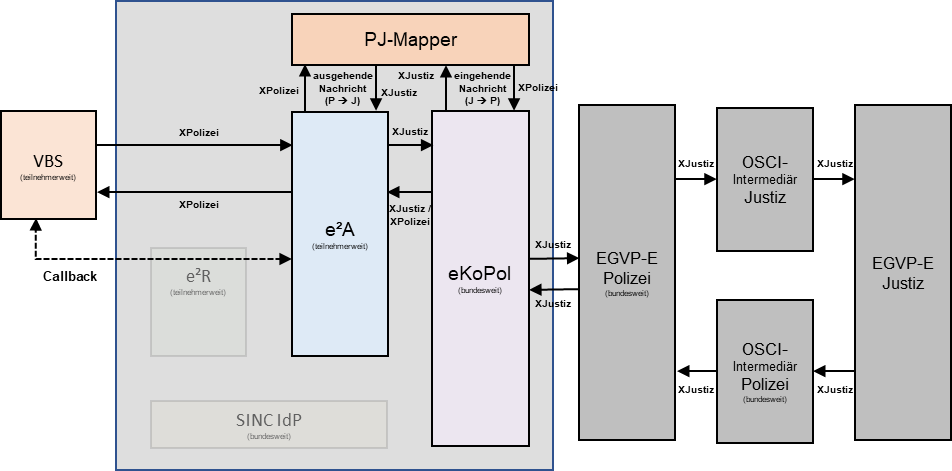 PJ-Mapper
XPolizei
ausgehende
Nachricht
(P → J)
XJustiz
XJustiz
eingehende
Nachricht
(J → P)
XPolizei
VBS
(teilnehmerweit)
XPolizei
XPolizei
Callback
e²R
(teilnehmerweit)
SINC IdP
(bundesweit)
e²A
(teilnehmerweit)
XJustiz
XJustiz /
XPolizei
eKoPol
(bundesweit)
XJustiz
XJustiz
EGVP-E
Polizei
(bundesweit)
XJustiz
OSCI-
Intermediär
Justiz
XJustiz
XJustiz
OSCI-
Intermediär
Polizei
(bundesweit)
XJustiz
EGVP-E
Justiz